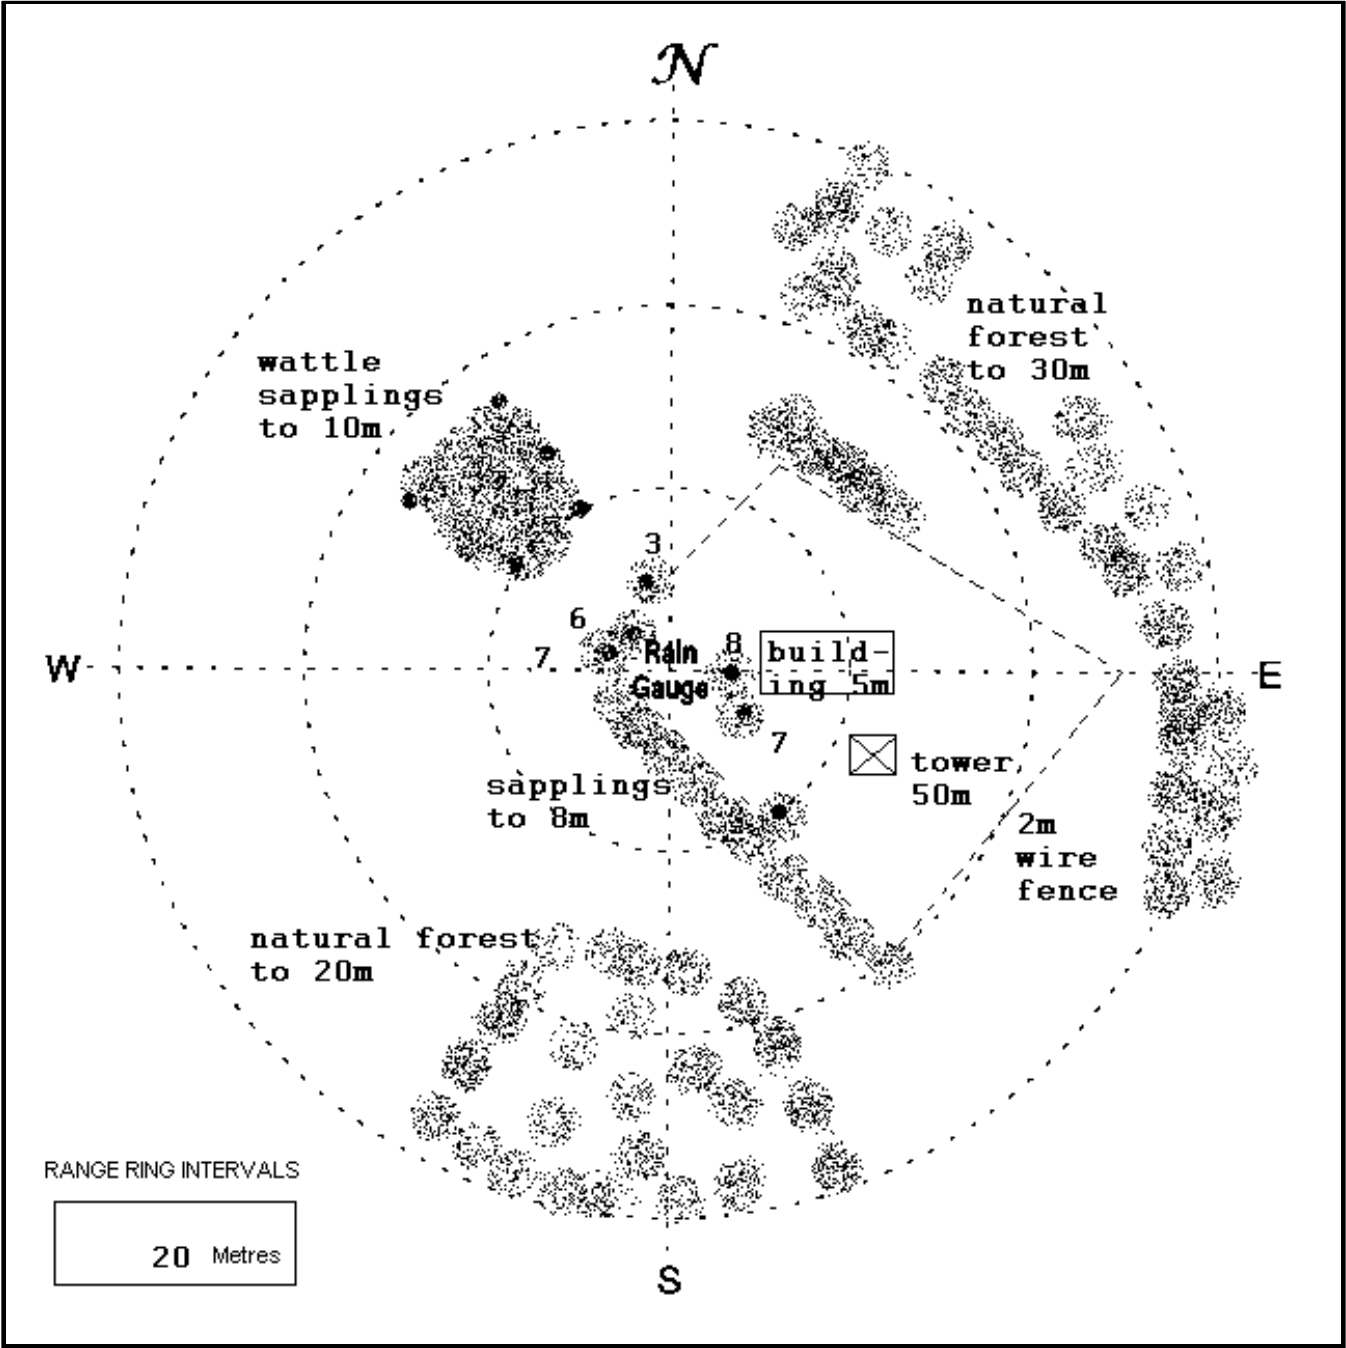 N
natural
forest
to 30m
wattle
sapplings
to 10m
3
6
7
Rain
Gauge
8
build-
ing 5m
W
E
7
tower
50m
sapplings
to 8m
2m
wire
fence
natural forest
to 20m
RANGE RING INTERVALS
20 Metres
S